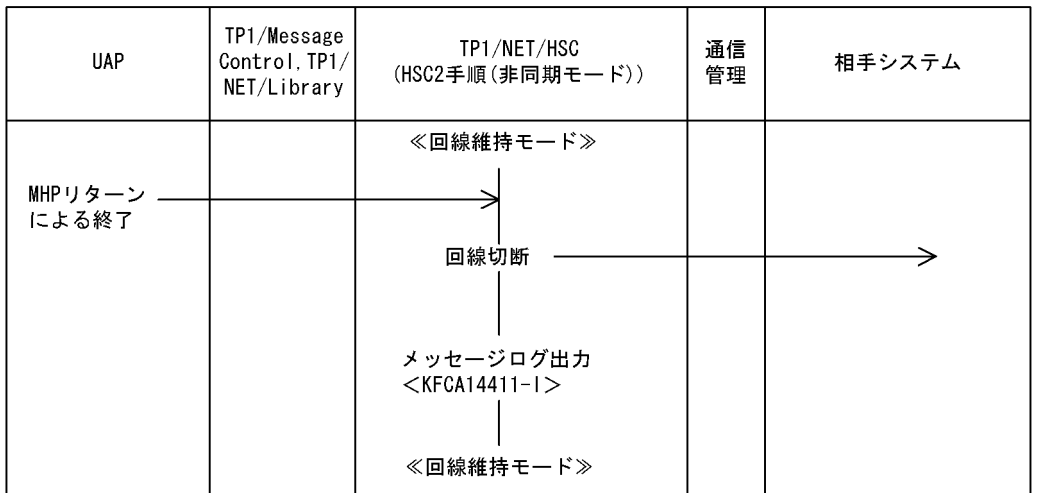 UAP
TP1/Message
Control,TP1/
NET/Library
TP1/NET/HSC
(HSC2手順(非同期モード))
通信
管理
相手システム
≪回線維持モード≫
MHPリターン
による終了
回線切断
メッセージログ出力
<KFCA14411-I>
≪回線維持モード≫